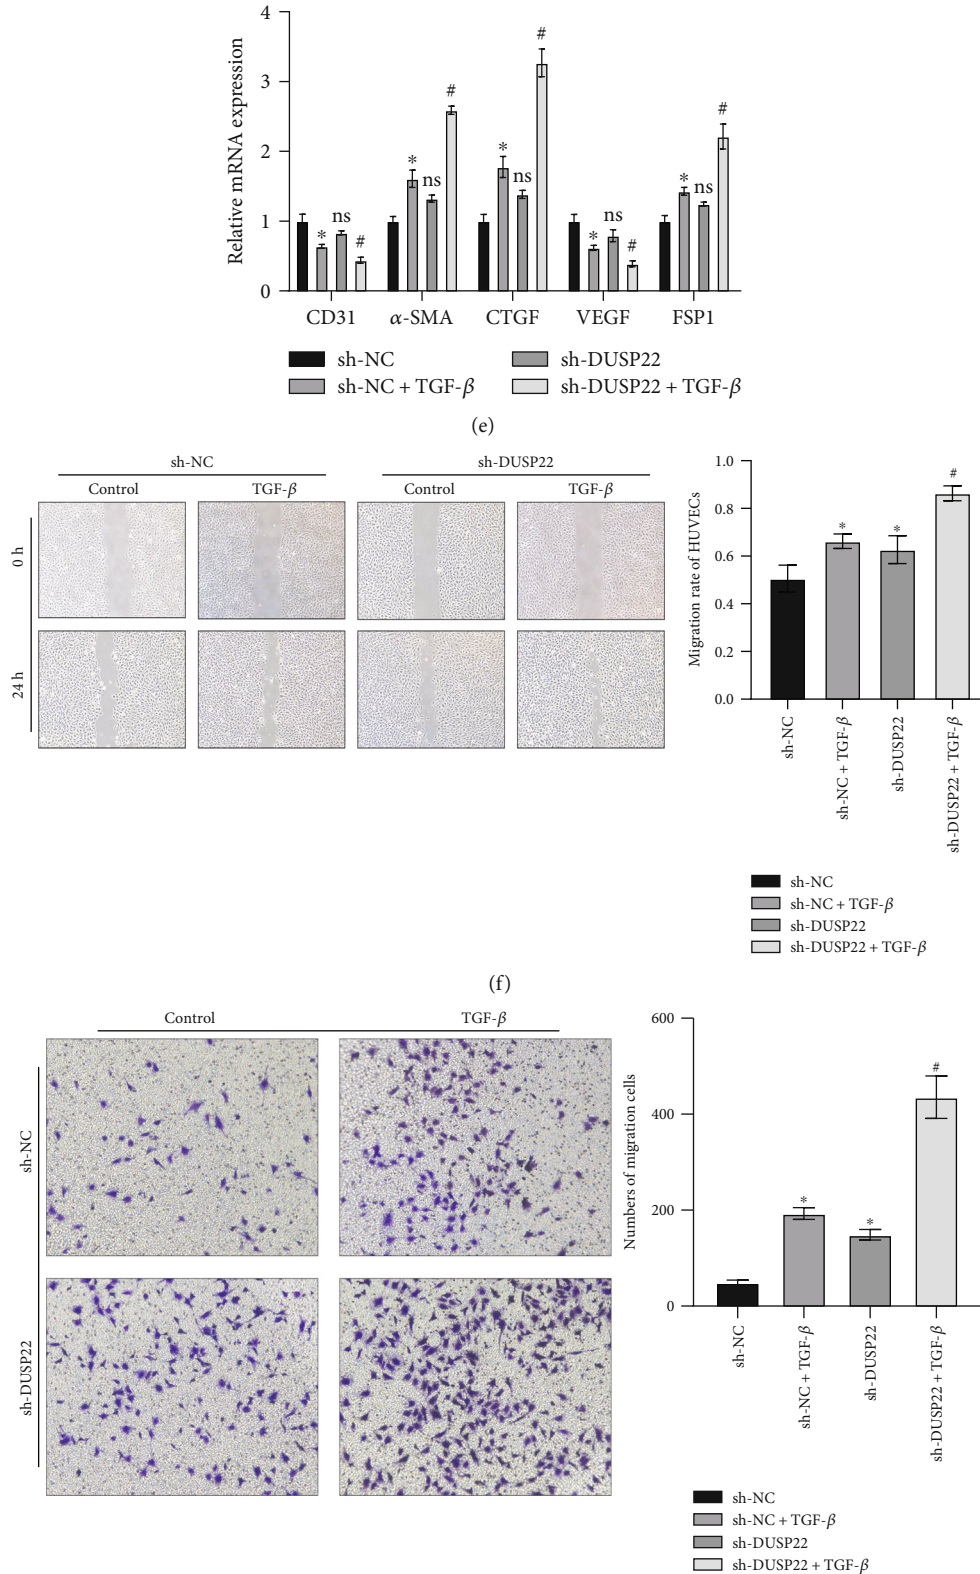 4
3
2
1
0
Relative mRNA expression
* ns #
* ns #
* ns #
* ns #
* ns #
CD31 α-SMA CTGF VEGF FSP1
sh-NC sh-DUSP22
sh-NC + TGF-β sh-DUSP22 + TGF-β
(e)
sh-NC sh-DUSP22
Control TGF-β Control TGF-β
0 h
24 h
1.0
0.8
0.6
0.4
0.2
0.0
Migration rate of HUVECs
* * #
sh-NC
sh-NC + TGF-β
sh-DUSP22
sh-DUSP22 + TGF-β
sh-NC
sh-NC + TGF-β
sh-DUSP22
sh-DUSP22 + TGF-β
(f)
Control TGF-β
sh-NC
sh-DUSP22
600
400
200
0
Numbers of migration cells
* * #
sh-NC
sh-NC + TGF-β
sh-DUSP22
sh-DUSP22 + TGF-β
sh-NC
sh-NC + TGF-β
sh-DUSP22
sh-DUSP22 + TGF-β